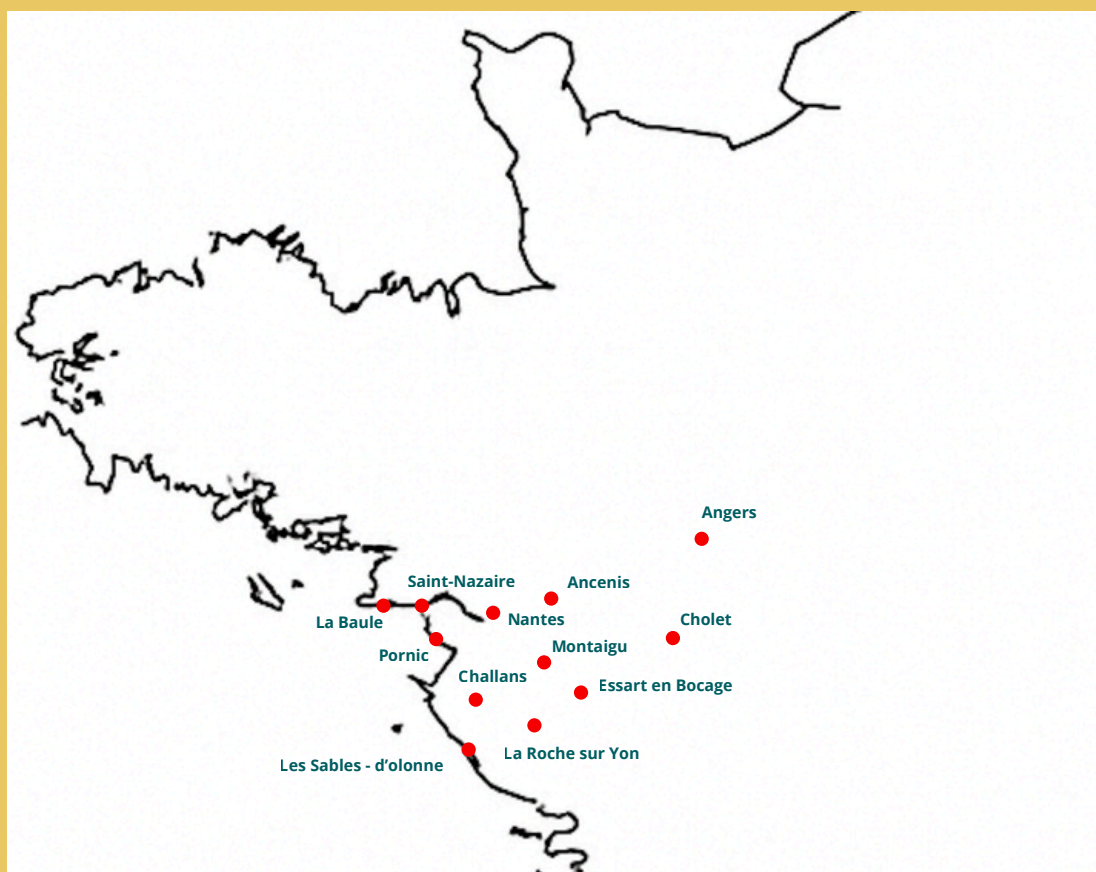 Angers
Saint-Nazaire
Ancenis
La Baule
Nantes
Cholet
Pornic
Montaigu
Challans
Essart en Bocage
La Roche sur Yon
Les Sables - d'olonne